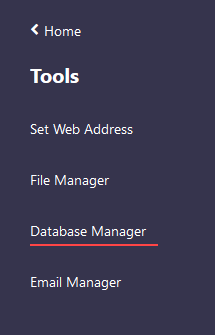 Home
Tools
Set Web Address
File Manager
Database Manager
Email Manager